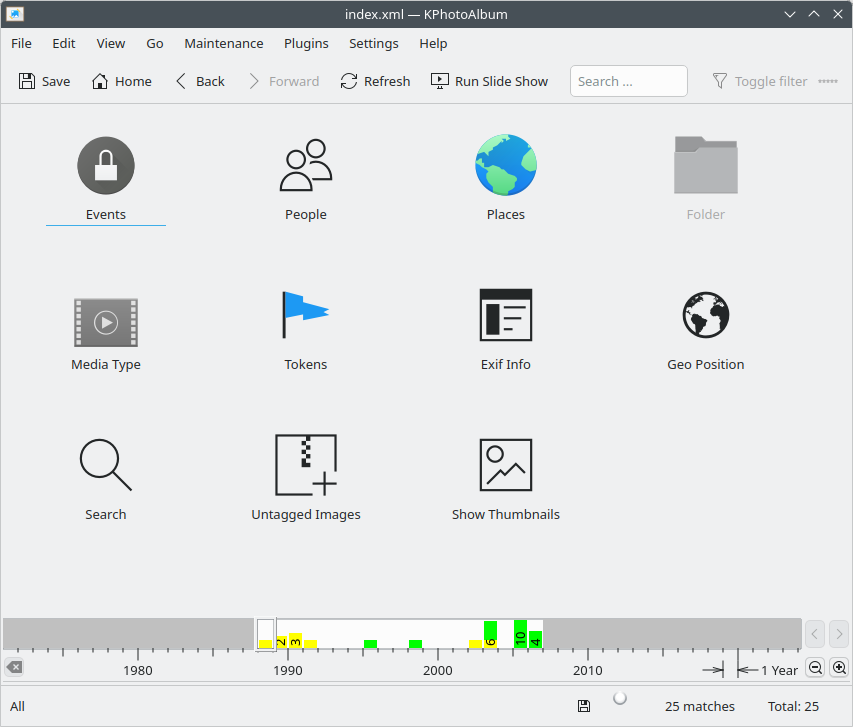 index.xml — KPhotoAlbum
File Edit View Go Maintenance Plugins Settings Help
Save Home Back Forward Refresh Run Slide Show Search ... Toggle filter
Events People Places Folder
Media Type Tokens Exif Info Geo Position
Search Untagged Images Show Thumbnails
2 3 6 10 4
1980 1990 2000 2010 1 Year
All 25 matches Total: 25